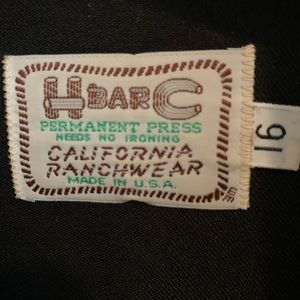 H BAR C
PERMANENT PRESS
NEEDS NO IRONING
CALIFORNIA
RANCHWEAR
MADE IN U.S.A.
16